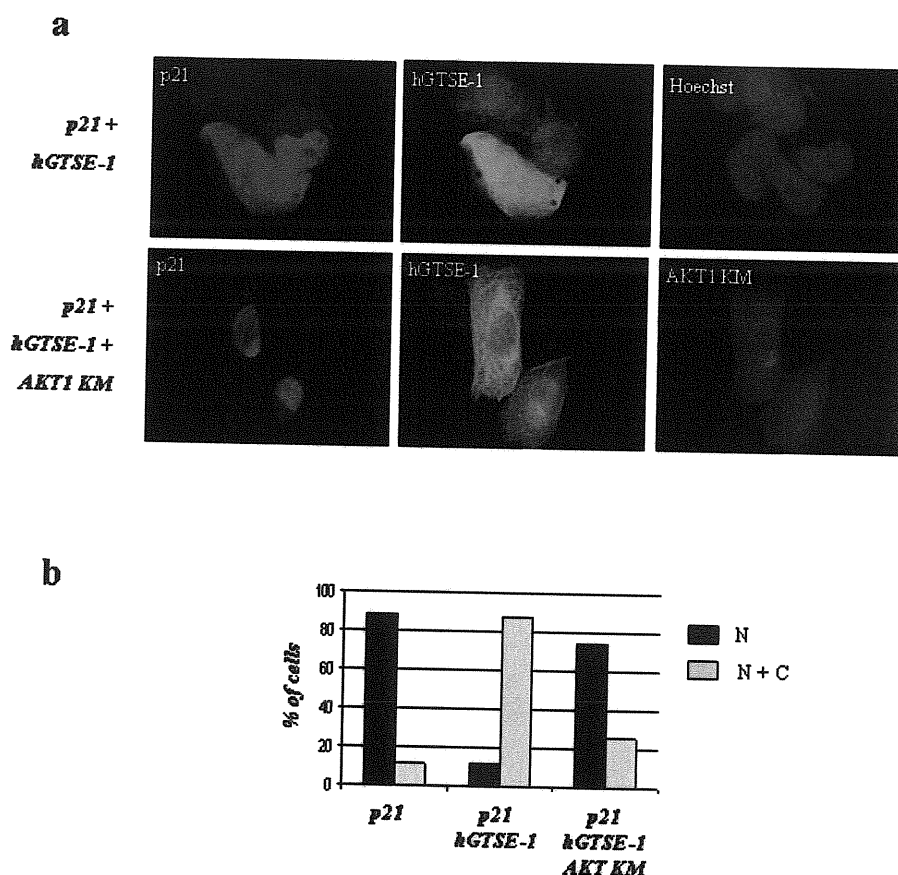 a
p21 +
hGTSE-1
p21
hGTSE-1
Hoechst
p21 +
hGTSE-1 +
AKT1 KM
p21
hGTSE-1
AKT1 KM
b
% of cells
100
80
60
40
20
0
N
N + C
p21
p21
hGTSE-1
p21
hGTSE-1
AKT KM